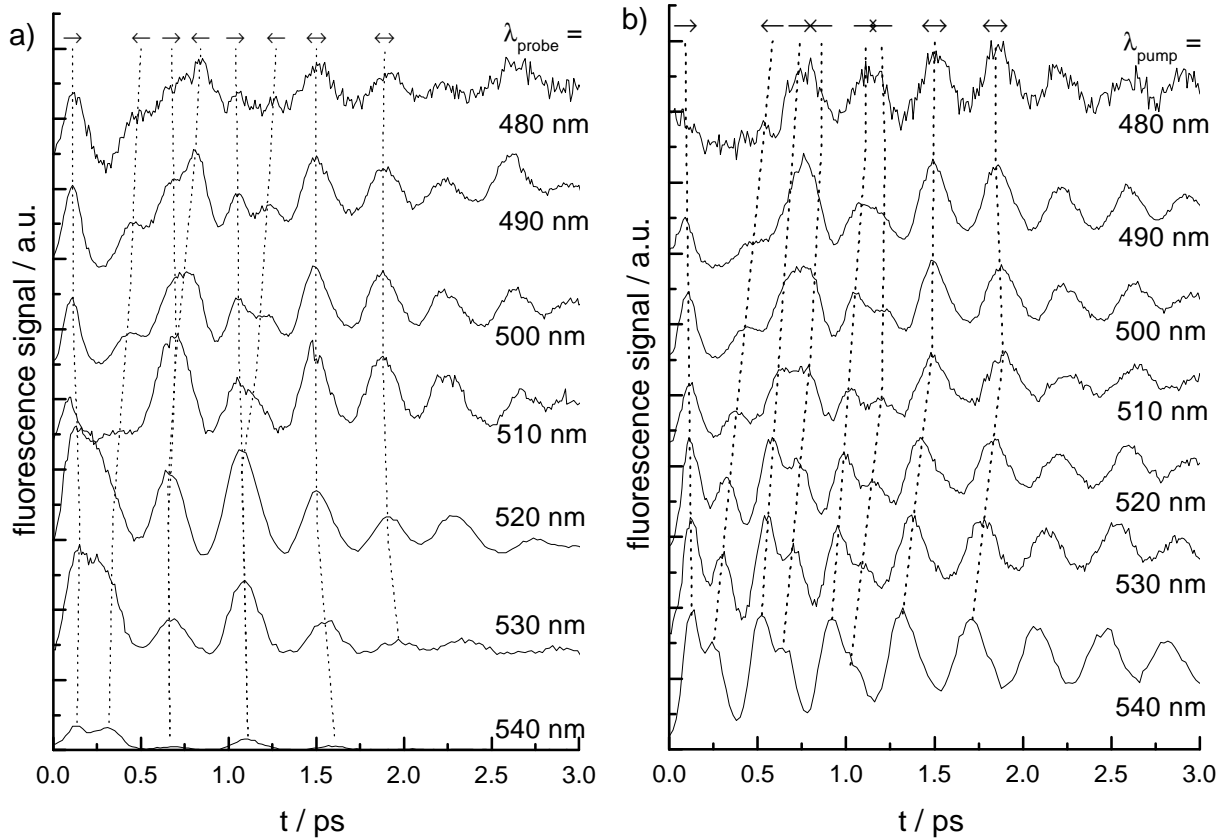 a)
λprobe =
480 nm
490 nm
500 nm
510 nm
520 nm
530 nm
540 nm
fluorescence signal / a.u.
0.0 0.5 1.0 1.5 2.0 2.5 3.0
t / ps
b)
λpump =
480 nm
490 nm
500 nm
510 nm
520 nm
530 nm
540 nm
fluorescence signal / a.u.
0.0 0.5 1.0 1.5 2.0 2.5 3.0
t / ps